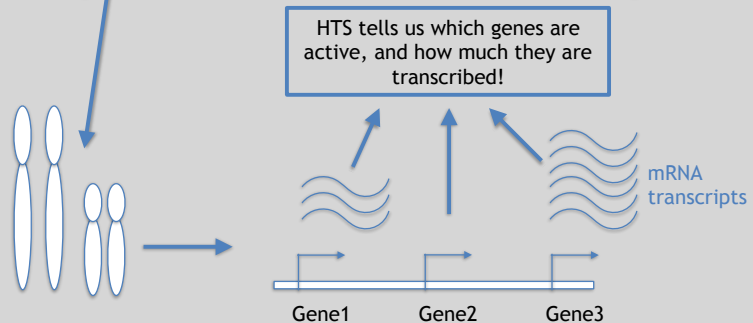 HTS tells us which genes are
active, and how much they are
transcribed!
mRNA
transcripts
Gene1
Gene2
Gene3